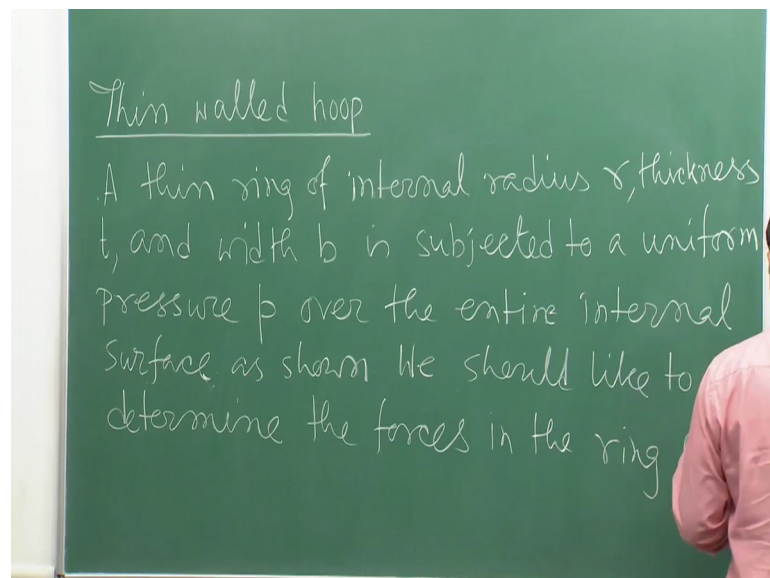 Thin walled hoop
A thin ring of internal radius r, thickness
t, and width b is subjected to a uniform
pressure p over the entire internal
surface as shown We should like to
determine the forces in the ring